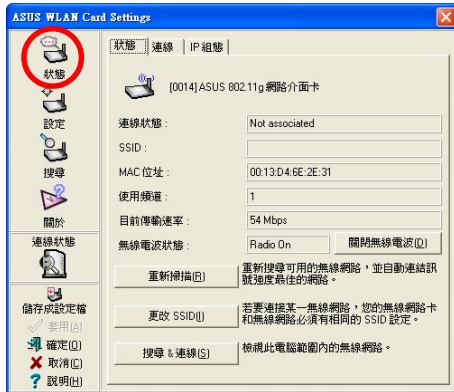 ASUS WLAN Card Settings
狀態
設定
搜尋
關於
連線狀態
儲存成設定檔
套用(A)
確定(O)
取消(C)
說明(H)
狀態 連線 IP 組態
[0014] ASUS 802.11g 網路介面卡
連線狀態 : Not associated
SSID :
MAC 位址 : 00:13:D4:6E:2E:31
使用頻道 : 1
目前傳輸速率 : 54 Mbps
無線電波狀態 : Radio On 關閉無線電波(D)
重新掃描(R) 重新搜尋可用的無線網路，並自動連結訊
號強度最佳的網路。
更改 SSID(I) 若要連接某一無線網路，您的無線網路卡
和無線網路必須有相同的 SSID 設定。
搜尋 & 連線(S) 檢視此電腦範圍內的無線網路。